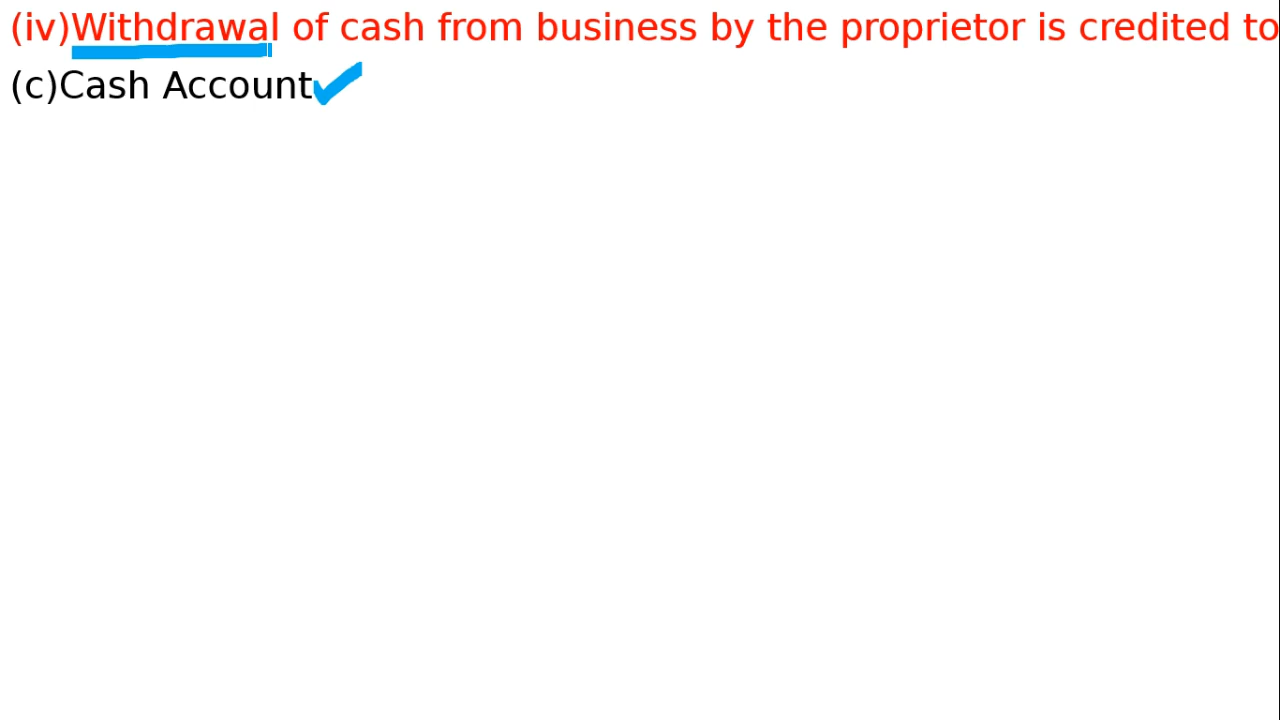 (iv)Withdrawal of cash from business by the proprietor is credited to
(c)Cash Account